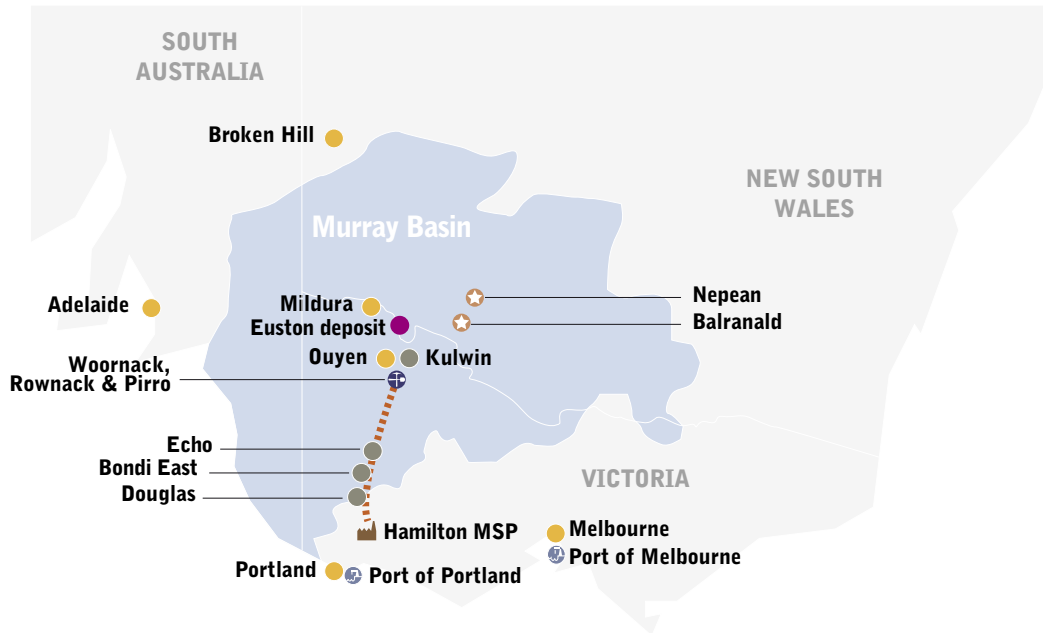 SOUTH
AUSTRALIA
Broken Hill
NEW SOUTH
WALES
Murray Basin
Adelaide
Mildura
Nepean
Euston deposit
Balranald
Ouyen
Kulwin
Woornack,
Rownack & Pirro
Echo
Bondi East
Douglas
VICTORIA
Hamilton MSP
Melbourne
Port of Melbourne
Portland
Port of Portland